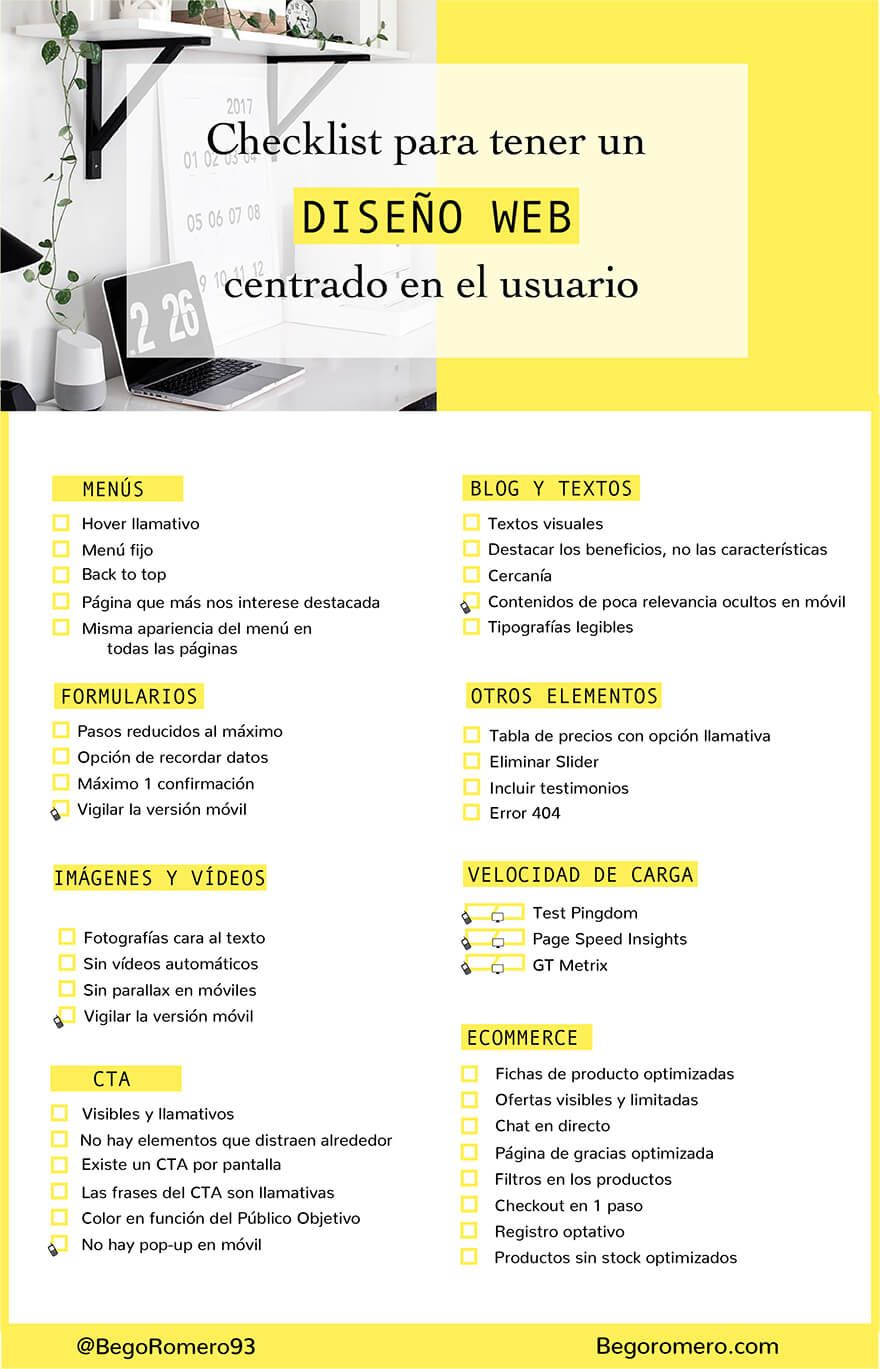 2017
01 02 03 04
05 06 07 08
9 10 11 12
2 26
Checklist para tener un
DISEÑO WEB
centrado en el usuario
MENÚS
Hover llamativo
Menú fijo
Back to top
Página que más nos interese destacada
Misma apariencia del menú en
todas las páginas
FORMULARIOS
Pasos reducidos al máximo
Opción de recordar datos
Máximo 1 confirmación
Vigilar la versión móvil
IMÁGENES Y VÍDEOS
Fotografías cara al texto
Sin vídeos automáticos
Sin parallax en móviles
Vigilar la versión móvil
CTA
Visibles y llamativos
No hay elementos que distraen alrededor
Existe un CTA por pantalla
Las frases del CTA son llamativas
Color en función del Público Objetivo
No hay pop-up en móvil
BLOG Y TEXTOS
Textos visuales
Destacar los beneficios, no las características
Cercanía
Contenidos de poca relevancia ocultos en móvil
Tipografías legibles
OTROS ELEMENTOS
Tabla de precios con opción llamativa
Eliminar Slider
Incluir testimonios
Error 404
VELOCIDAD DE CARGA
Test Pingdom
Page Speed Insights
GT Metrix
ECOMMERCE
Fichas de producto optimizadas
Ofertas visibles y limitadas
Chat en directo
Página de gracias optimizada
Filtros en los productos
Checkout en 1 paso
Registro optativo
Productos sin stock optimizados
@BegoRomero93
Begoromero.com